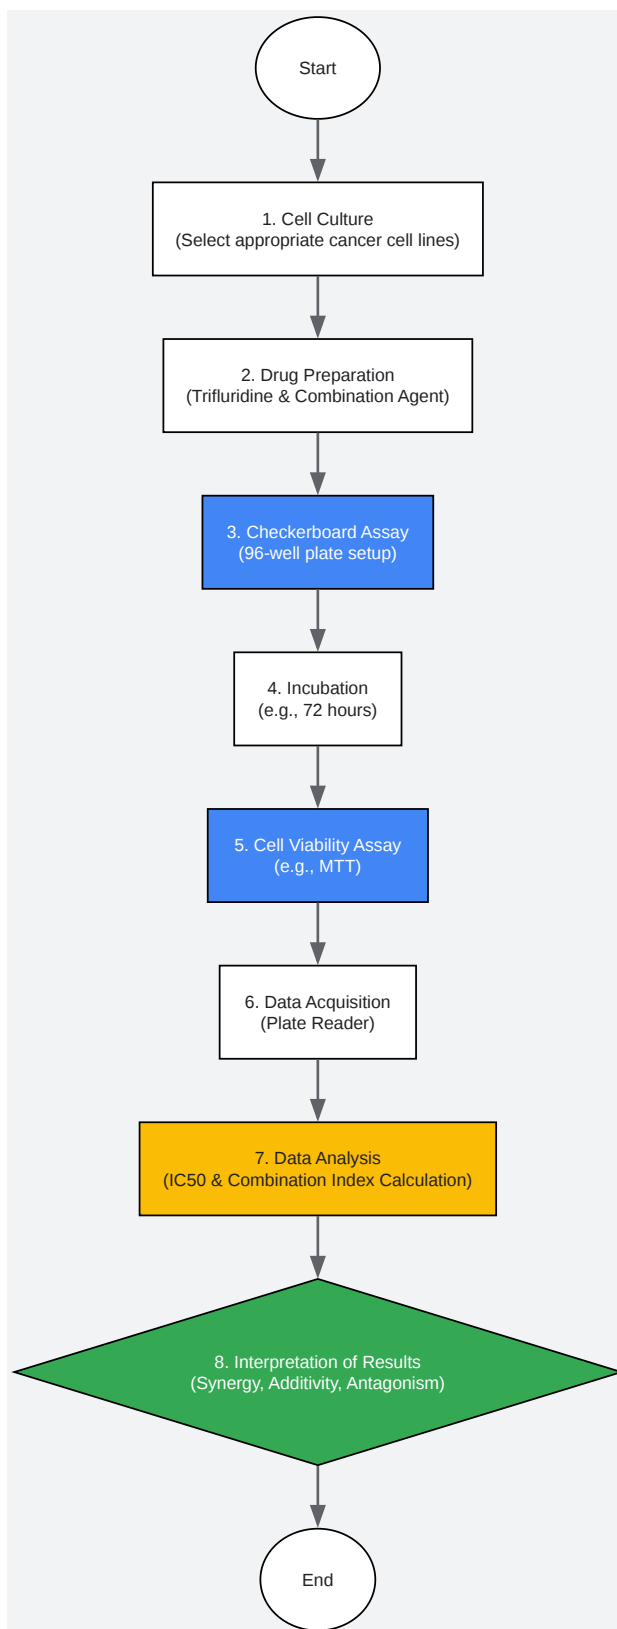 Start
1. Cell Culture
(Select appropriate cancer cell lines)
2. Drug Preparation
(Trifluridine & Combination Agent)
3. Checkerboard Assay
(96-well plate setup)
4. Incubation
(e.g., 72 hours)
5. Cell Viability Assay
(e.g., MTT)
6. Data Acquisition
(Plate Reader)
7. Data Analysis
(IC50 & Combination Index Calculation)
8. Interpretation of Results
(Synergy, Additivity, Antagonism)
End